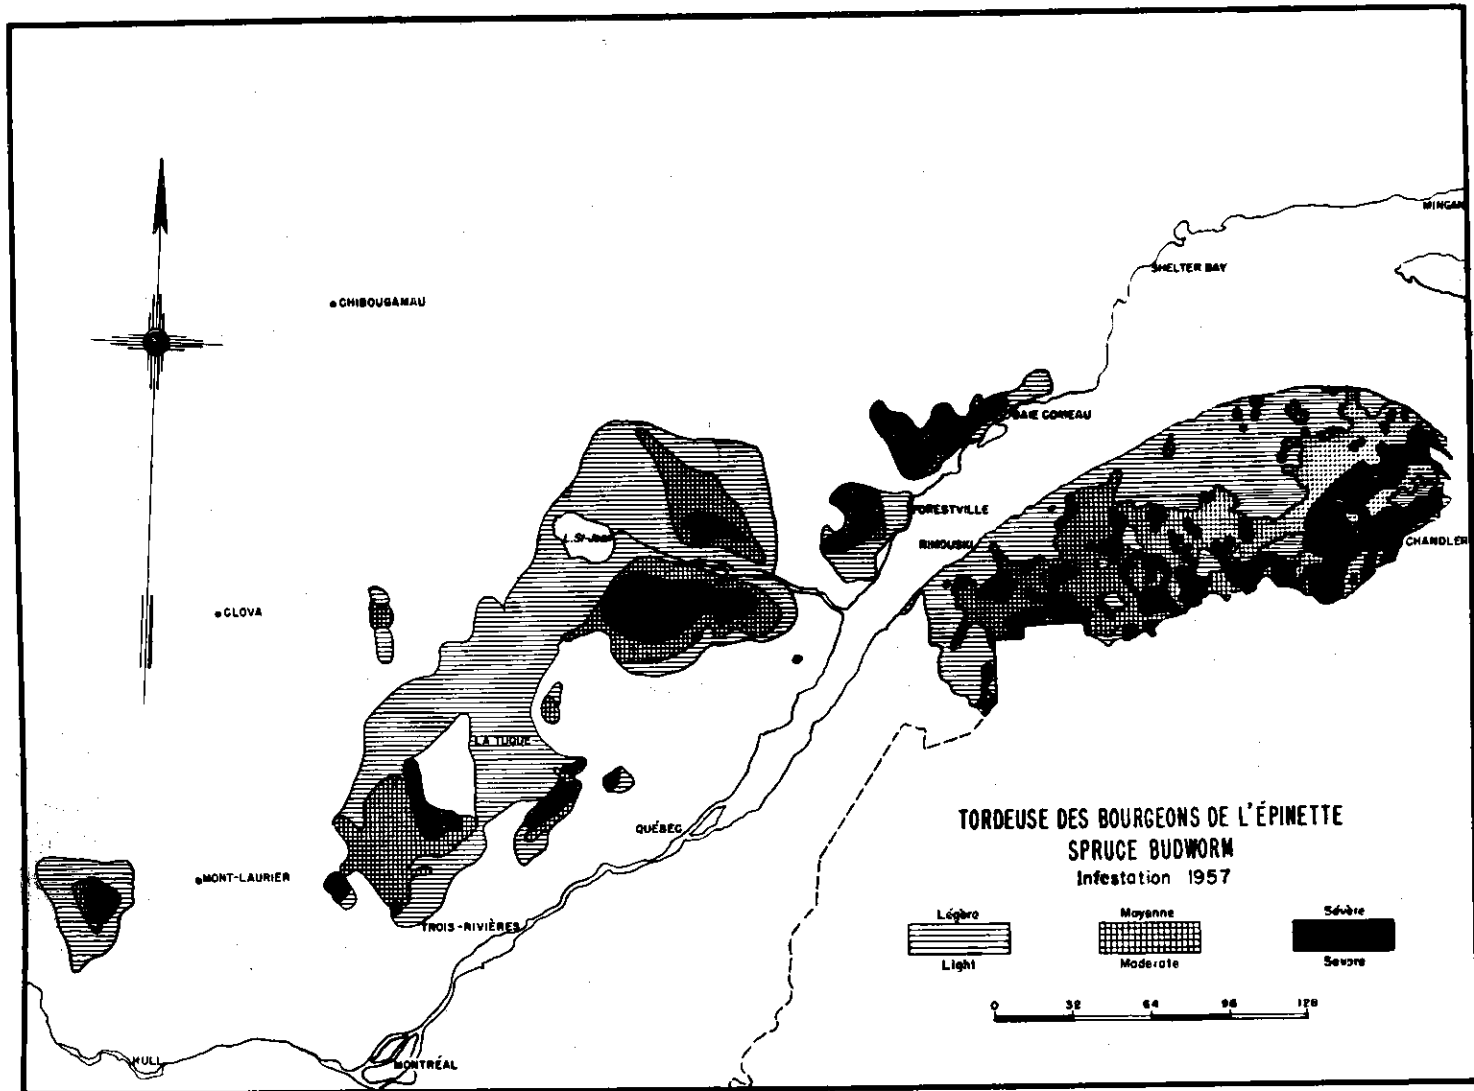 MINGAN
SHELTER BAY
CHIBOUGAMAU
BAIE COMEAU
FORESTVILLE
L. St-Jean
RIMOUSKI
CHANDLER
CLOVA
LA TUQUE
QUÉBEC
TORDEUSE DES BOURGEONS DE L'ÉPINETTE
SPRUCE BUDWORM
Infestation 1957
MONT-LAURIER
TROIS-RIVIÈRES
Légère Moyenne Sévère
Light Moderate Severe
0 32 64 96 128
HULL
MONTRÉAL